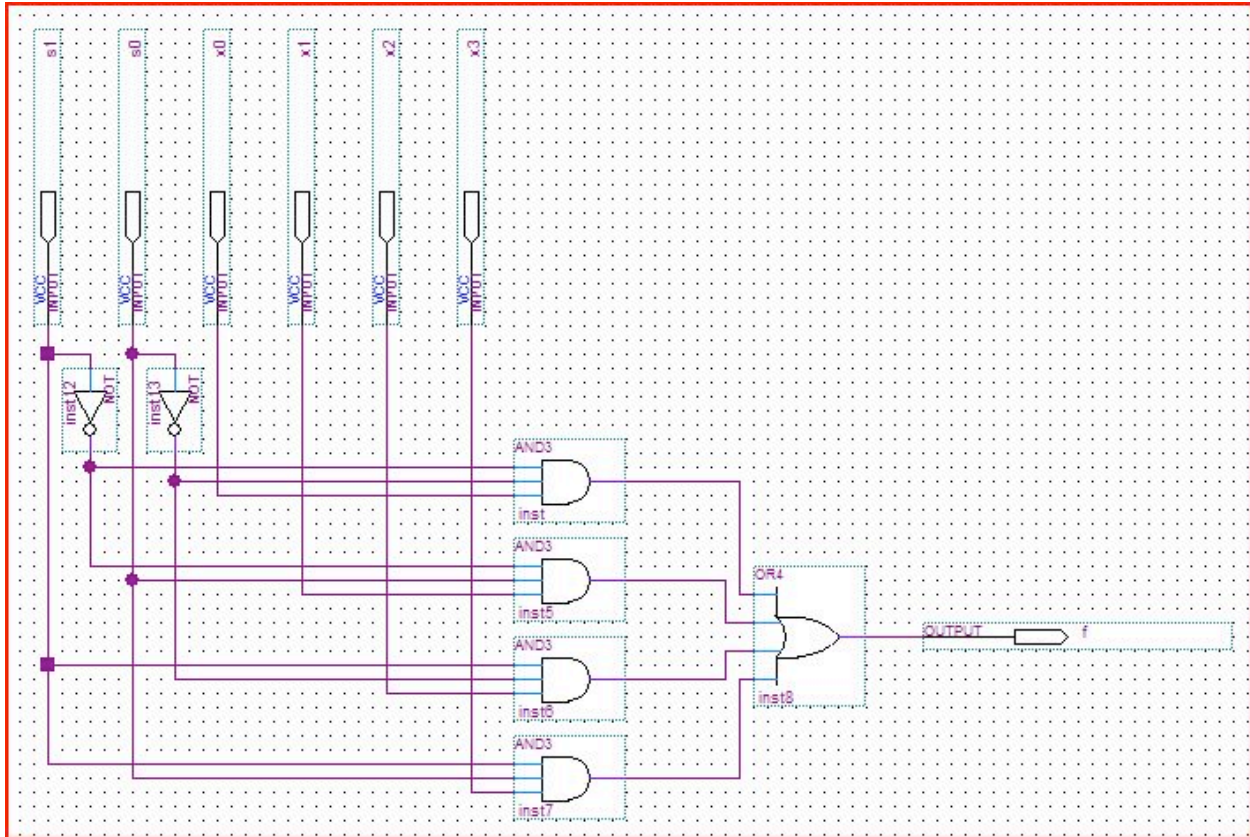 s1
s0
x0
x1
x2
x3
VCC
INPUT
VCC
INPUT
VCC
INPUT
VCC
INPUT
VCC
INPUT
VCC
INPUT
inst12
NOT
inst13
NOT
AND3
inst
AND3
inst5
OR4
OUTPUT
f
AND3
inst6
inst8
AND3
inst7